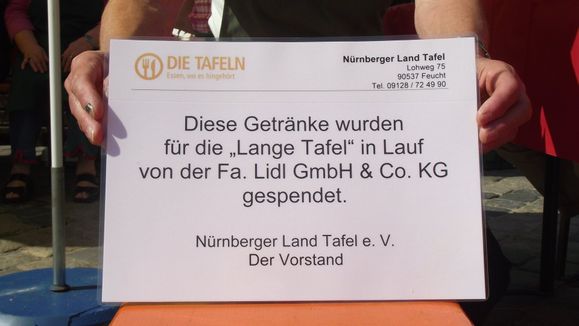 DIE TAFELN
Essen, wo es hingehört
Nürnberger Land Tafel
Lohweg 75
90537 Feucht
Tel. 09128 / 72 49 90
Diese Getränke wurden
für die „Lange Tafel“ in Lauf
von der Fa. Lidl GmbH & Co. KG
gespendet.
Nürnberger Land Tafel e. V.
Der Vorstand